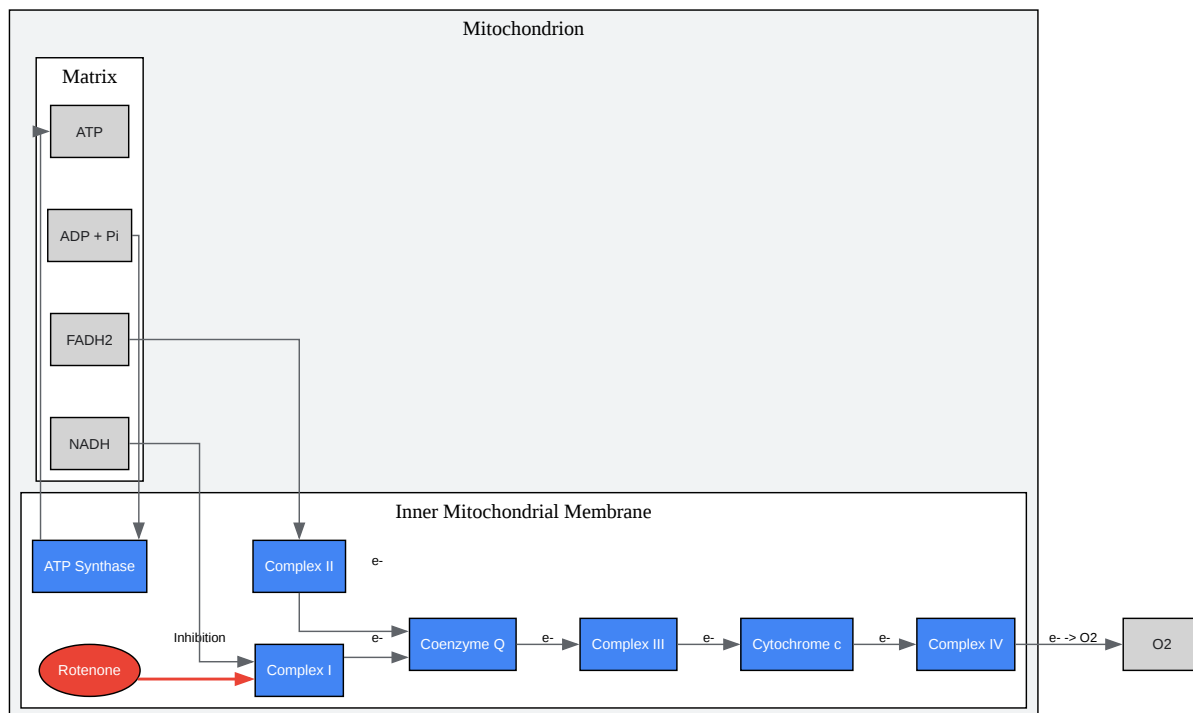 Mitochondrion
Matrix
ATP
ADP + Pi
FADH2
NADH
Inner Mitochondrial Membrane
ATP Synthase
Complex II
e-
Inhibition
e-
Coenzyme Q
e-
Complex III
e-
Cytochrome c
e-
Complex IV
e- -> O2
O2
Rotenone
Complex I